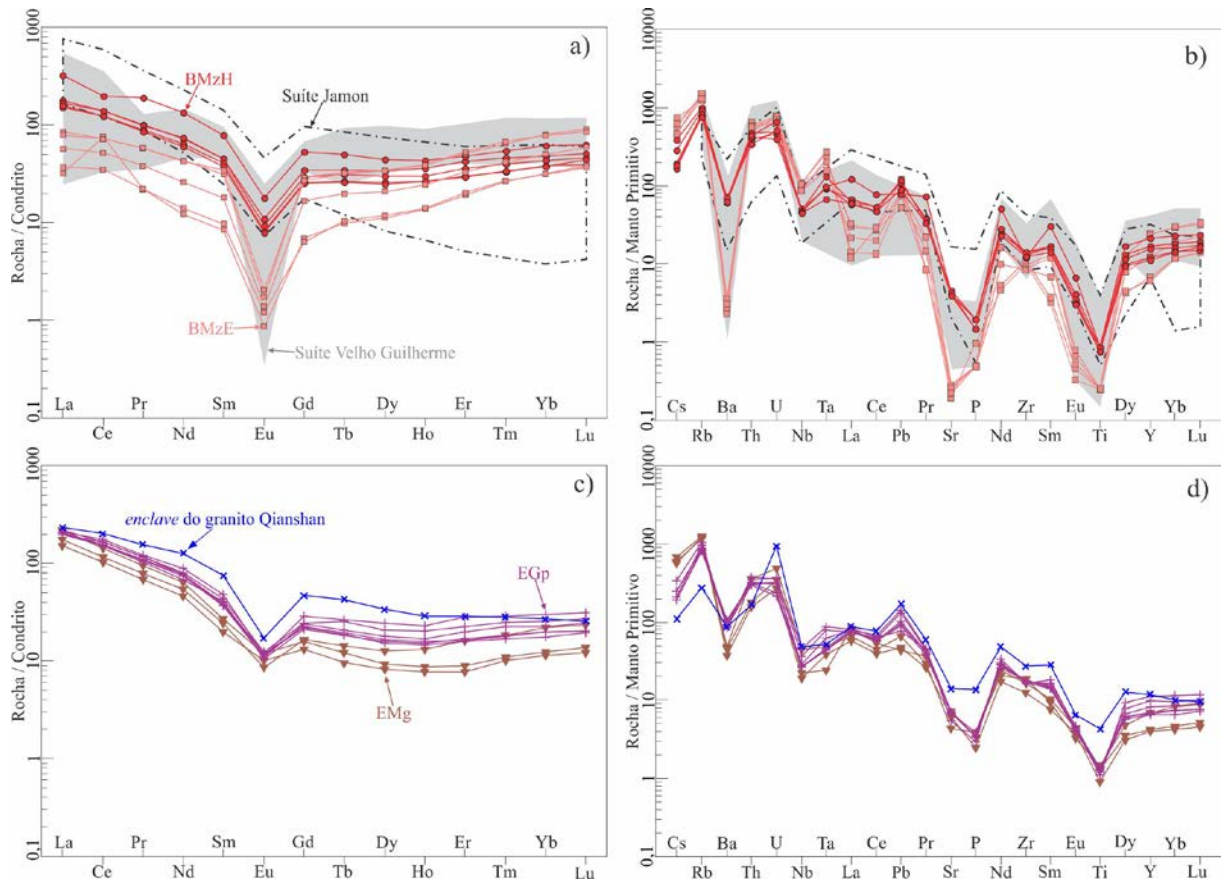 a)
1000
100
10
1
0,1
Rocha / Condrito
BMzH
Suíte Jamon
BMzE
Suíte Velho Guilherme
La Pr Sm Gd Dy Er Yb
Ce Nd Eu Tb Ho Tm Lu
b)
10000
1000
100
10
1
0,1
Rocha / Manto Primitivo
Cs Ba U Ta Ce Pr P Zr Eu Dy Yb
Rb Th Nb La Pb Sr Nd Sm Ti Y Lu
c)
1000
100
10
1
0,1
Rocha / Condrito
enclave do granito Qianshan
EGp
EMg
La Pr Sm Gd Dy Er Yb
Ce Nd Eu Tb Ho Tm Lu
d)
10000
1000
100
10
1
0,1
Rocha / Manto Primitivo
Cs Ba U Ta Ce Pr P Zr Eu Dy Yb
Rb Th Nb La Pb Sr Nd Sm Ti Y Lu